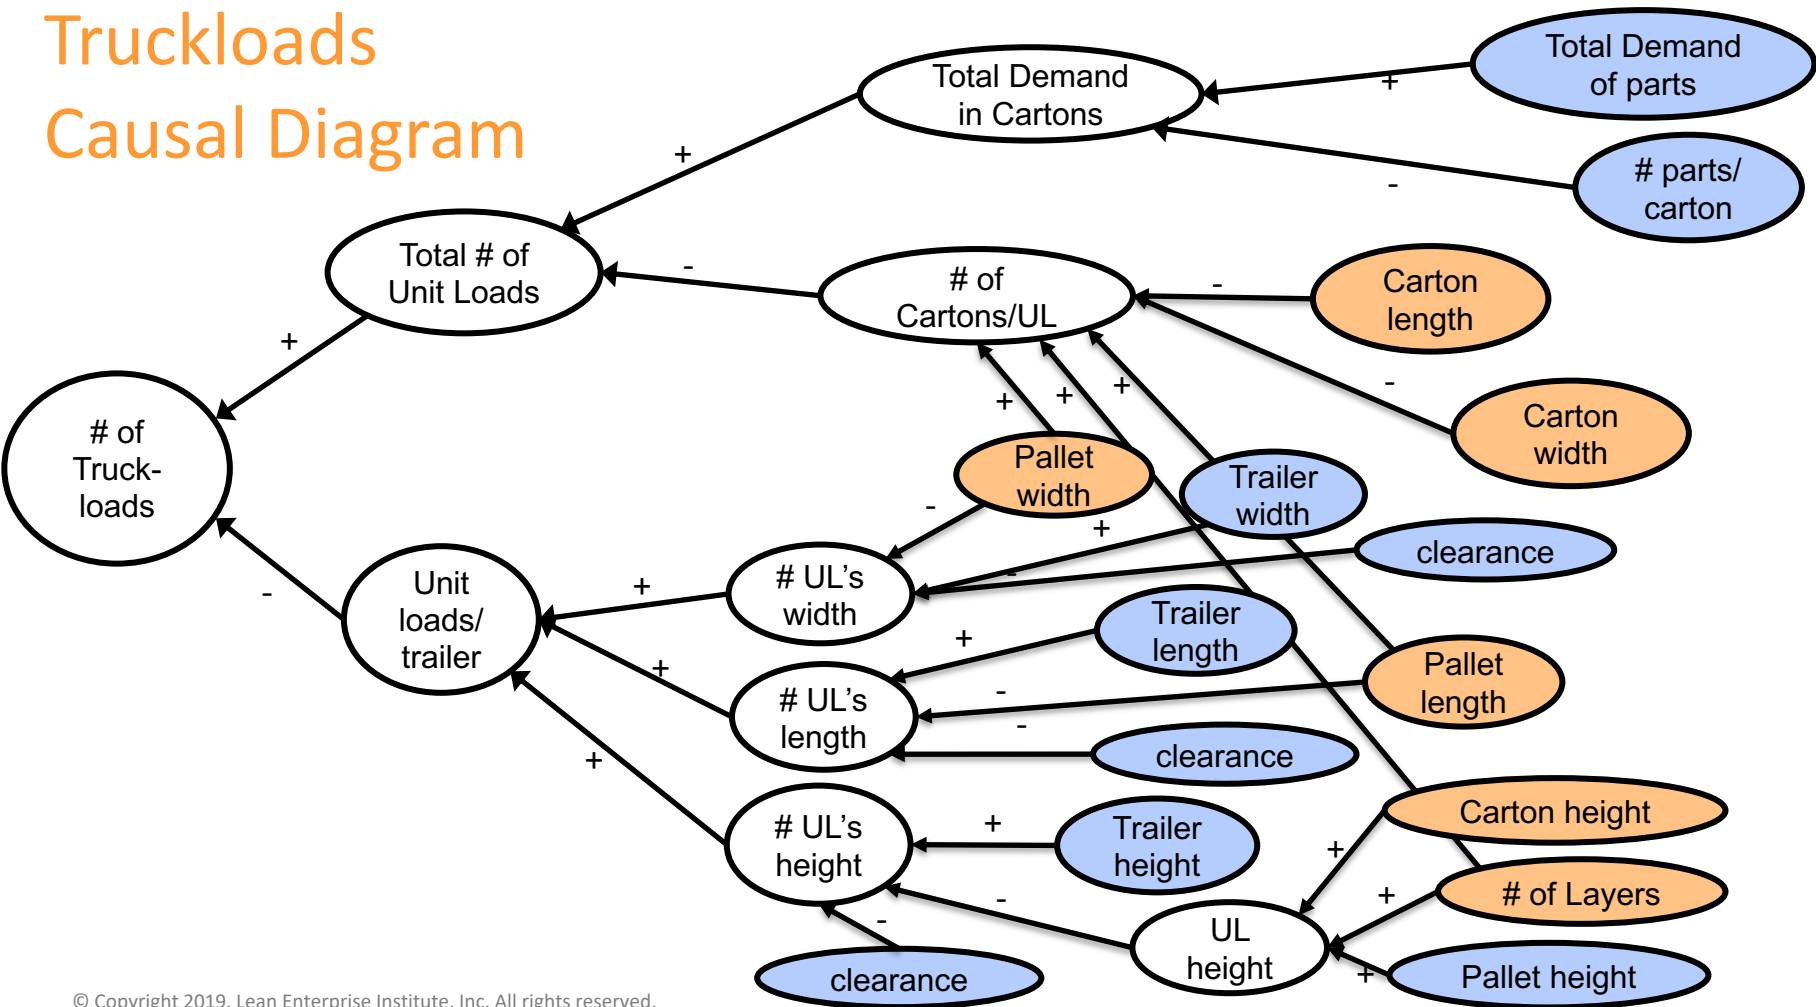 Truckloads
Causal Diagram
Total Demand
of parts
Total Demand
in Cartons
+
+
# parts/
carton
-
Total # of
Unit Loads
-
# of
Cartons/UL
-
Carton
length
+
-
Carton
width
+
+
+
# of
Truck-
loads
Pallet
width
Trailer
width
-
+
clearance
-
Unit
loads/
trailer
-
+
# UL's
width
Trailer
length
+
+
# UL's
length
-
-
Pallet
length
clearance
+
# UL's
height
+
Trailer
height
Carton height
+
-
+
# of Layers
-
UL
height
+
Pallet height
clearance
© Copyright 2019, Lean Enterprise Institute, Inc. All rights reserved.